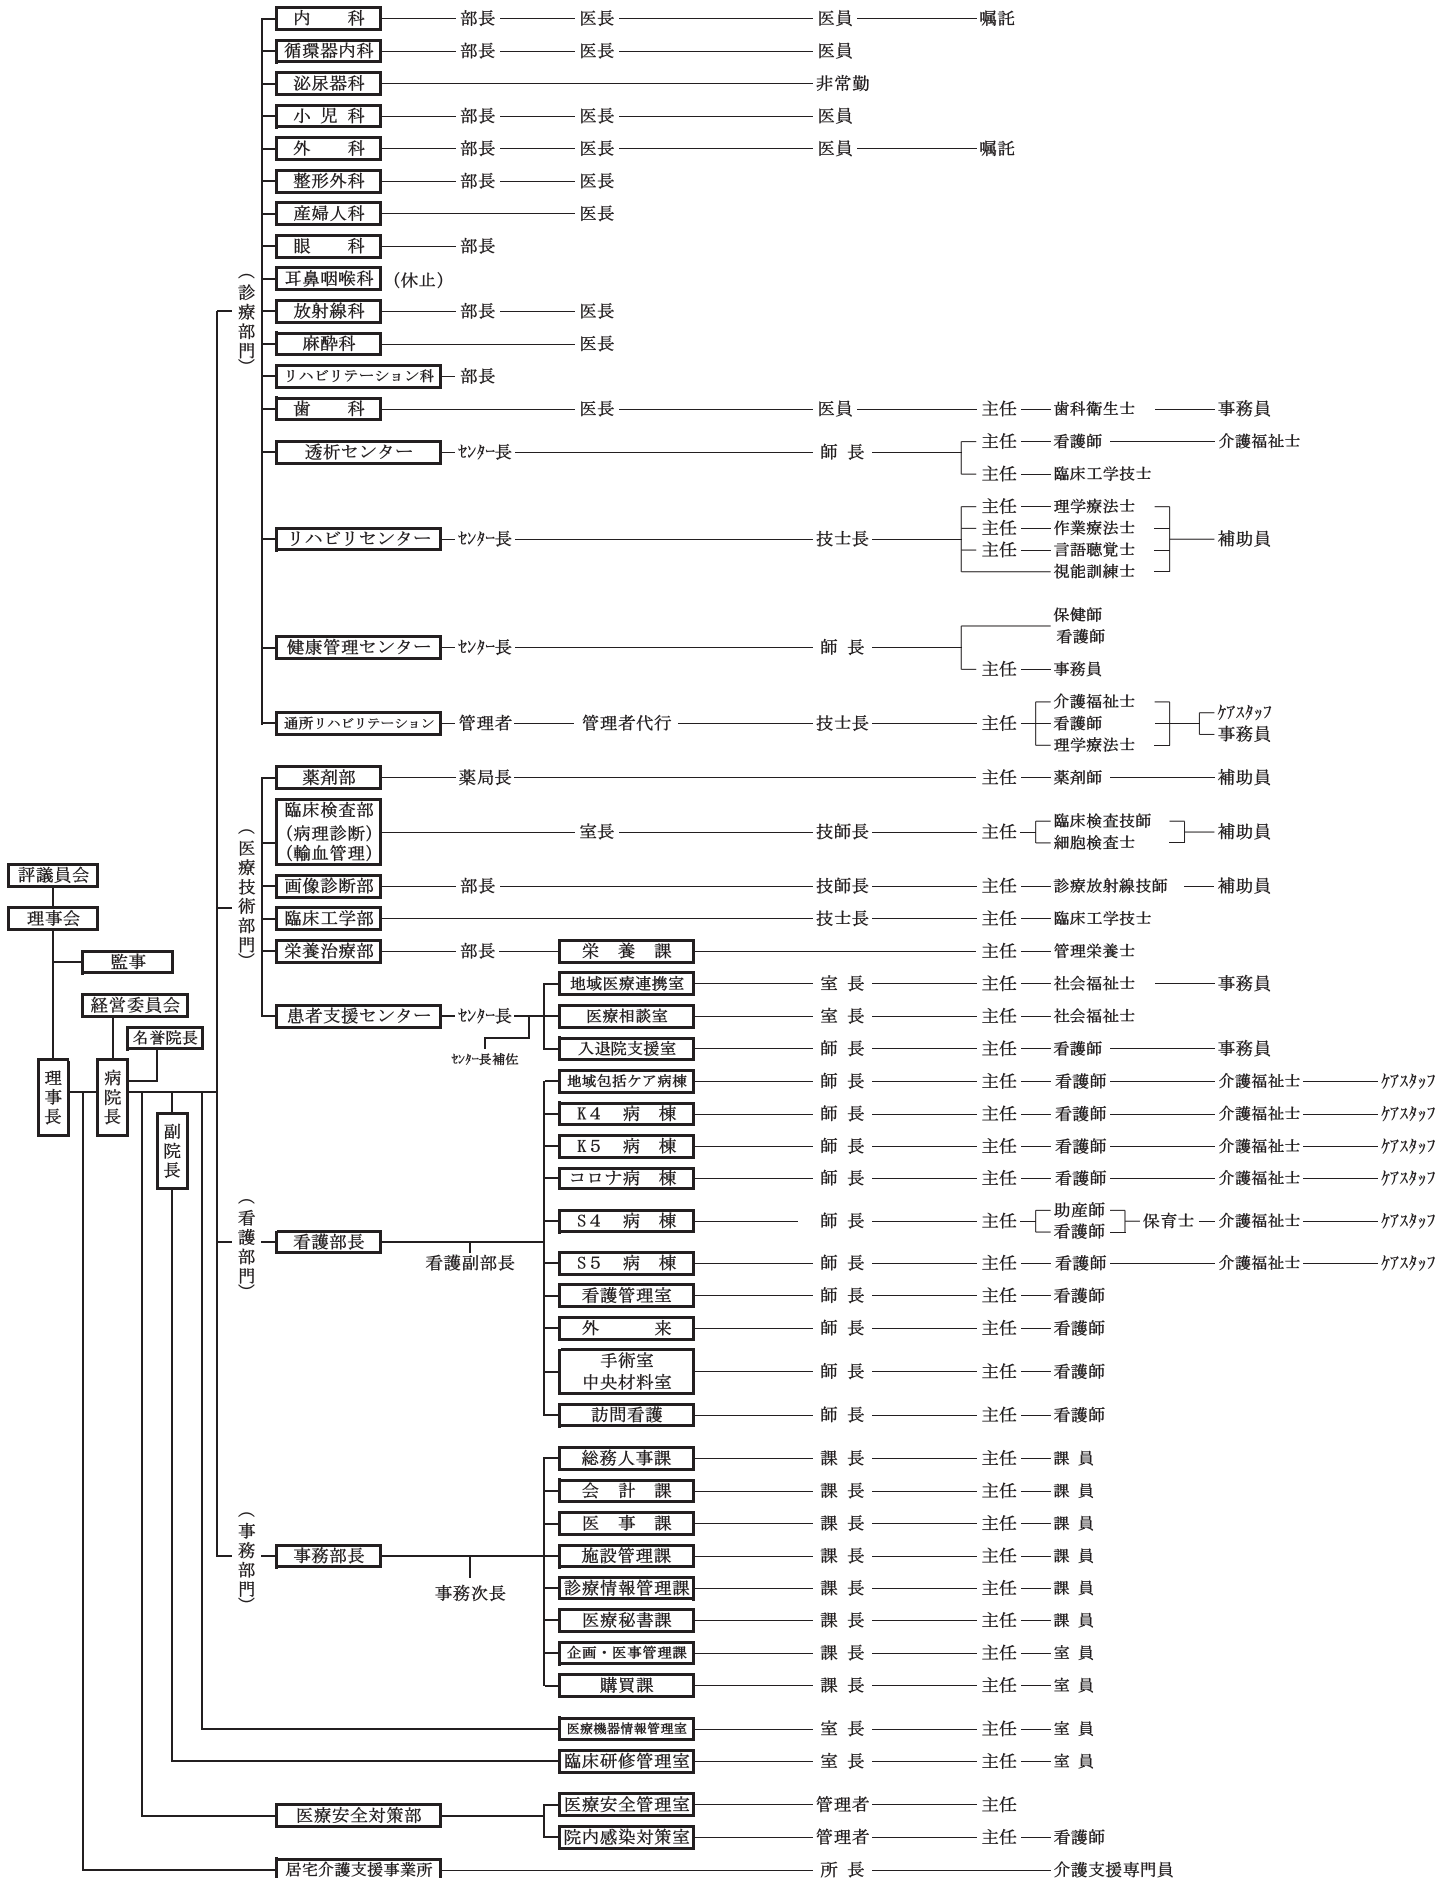 内　科 部長 医長 医員 嘱託
循環器内科 部長 医長 医員
泌尿器科 非常勤
小児科 部長 医長 医員
外　科 部長 医長 医員 嘱託
整形外科 部長 医長
産婦人科 医長
眼　科 部長
耳鼻咽喉科 (休止)
（診療部門）
放射線科 部長 医長
麻酔科 医長
リハビリテーション科 部長
歯　科 医長 医員 主任 歯科衛生士 事務員
透析センター ｾﾝﾀｰ長 師長 主任 看護師 介護福祉士
主任 臨床工学技士
主任 理学療法士
主任 作業療法士
リハビリセンター ｾﾝﾀｰ長 技士長 補助員
主任 言語聴覚士
視能訓練士
保健師
看護師
健康管理センター ｾﾝﾀｰ長 師長
主任 事務員
介護福祉士
通所リハビリテーション 管理者 管理者代行 技士長 主任 看護師 ｹｱｽﾀｯﾌ
理学療法士 事務員
薬剤部 薬局長 主任 薬剤師 補助員
臨床検査部
(病理診断)
(輸血管理)
室長 技師長 主任 臨床検査技師 補助員
細胞検査士
（医療技術部門）
画像診断部 部長 技師長 主任 診療放射線技師 補助員
臨床工学部 技士長 主任 臨床工学技士
栄養治療部 部長 栄養課 主任 管理栄養士
地域医療連携室 室長 主任 社会福祉士 事務員
患者支援センター ｾﾝﾀｰ長 医療相談室 室長 主任 社会福祉士
ｾﾝﾀｰ長補佐
入退院支援室 師長 主任 看護師 事務員
評議員会
理事会
監事
経営委員会
名誉院長
理事長
病院長
副院長
地域包括ケア病棟 師長 主任 看護師 介護福祉士 ｹｱｽﾀｯﾌ
K4病棟 師長 主任 看護師 介護福祉士 ｹｱｽﾀｯﾌ
K5病棟 師長 主任 看護師 介護福祉士 ｹｱｽﾀｯﾌ
コロナ病棟 師長 主任 看護師 介護福祉士 ｹｱｽﾀｯﾌ
S4病棟 師長 主任 助産師 保育士 介護福祉士 ｹｱｽﾀｯﾌ
看護師
（看護部門）
看護部長
看護副部長
S5病棟 師長 主任 看護師 介護福祉士 ｹｱｽﾀｯﾌ
看護管理室 師長 主任 看護師
外　来 師長 主任 看護師
手術室
中央材料室
師長 主任 看護師
訪問看護 師長 主任 看護師
総務人事課 課長 主任 課員
会計課 課長 主任 課員
医事課 課長 主任 課員
（事務部門）
事務部長 施設管理課 課長 主任 課員
事務次長
診療情報管理課 課長 主任 課員
医療秘書課 課長 主任 課員
企画・医事管理課 課長 主任 室員
購買課 課長 主任 室員
医療機器情報管理室 室長 主任 室員
臨床研修管理室 室長 主任 室員
医療安全対策部
医療安全管理室 管理者 主任
院内感染対策室 管理者 主任 看護師
居宅介護支援事業所 所長 介護支援専門員